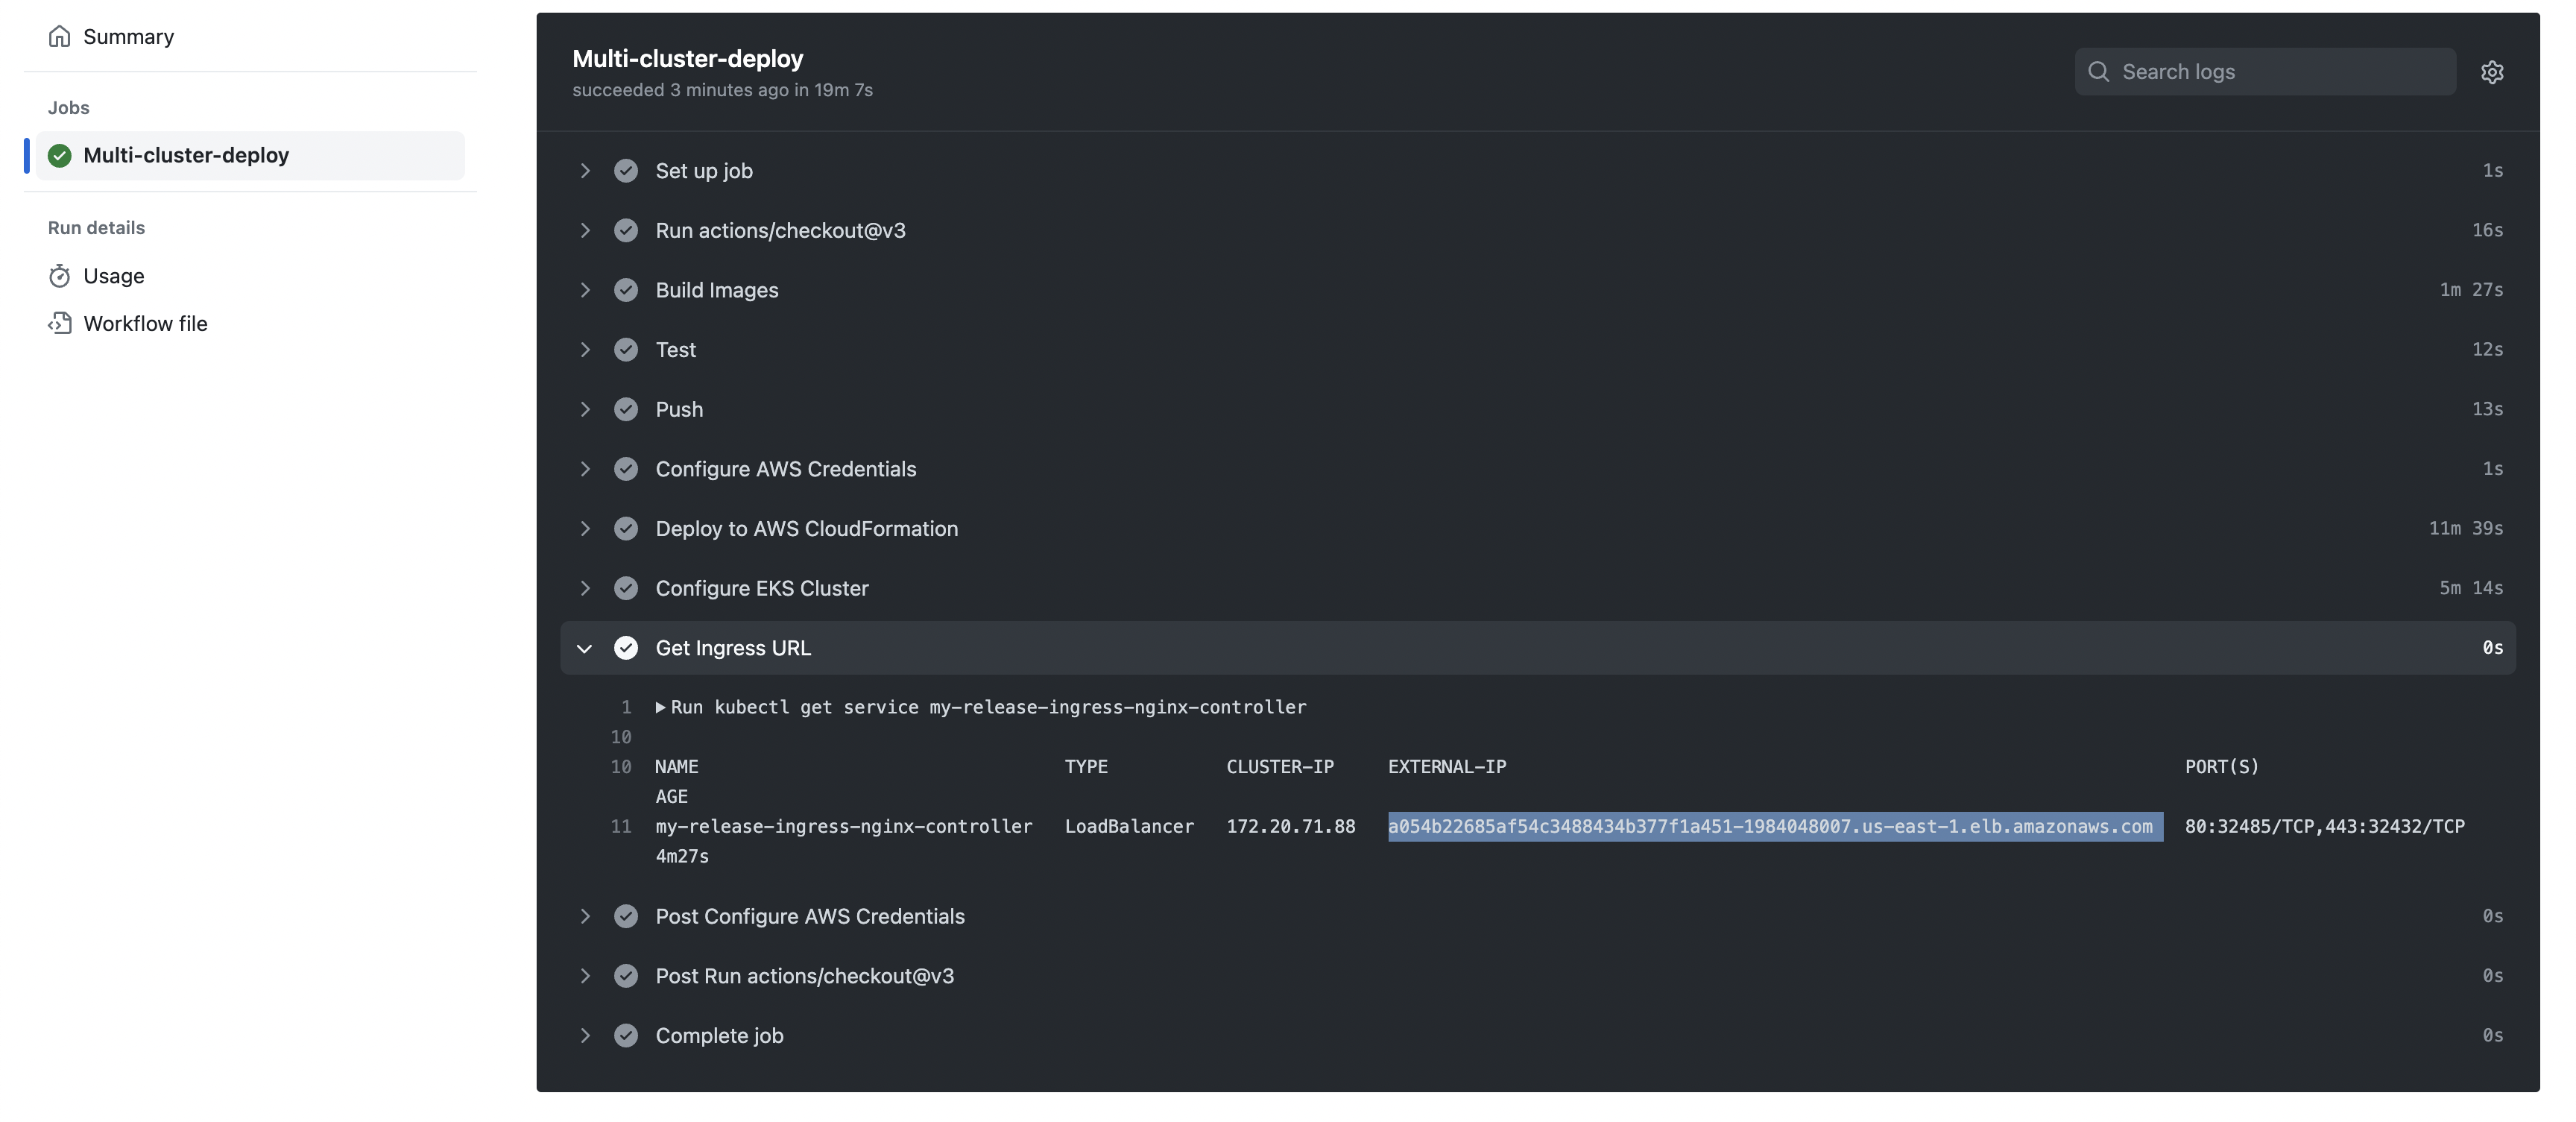 Summary
Jobs
Multi-cluster-deploy
Run details
Usage
Workflow file
Multi-cluster-deploy
succeeded 3 minutes ago in 19m 7s
Search logs
Set up job 1s
Run actions/checkout@v3 16s
Build Images 1m 27s
Test 12s
Push 13s
Configure AWS Credentials 1s
Deploy to AWS CloudFormation 11m 39s
Configure EKS Cluster 5m 14s
Get Ingress URL 0s
1 Run kubectl get service my-release-ingress-nginx-controller
10
10 NAME TYPE CLUSTER-IP EXTERNAL-IP PORT(S)
AGE
11 my-release-ingress-nginx-controller LoadBalancer 172.20.71.88 a054b22685af54c3488434b377f1a451-1984048007.us-east-1.elb.amazonaws.com 80:32485/TCP,443:32432/TCP
4m27s
Post Configure AWS Credentials 0s
Post Run actions/checkout@v3 0s
Complete job 0s